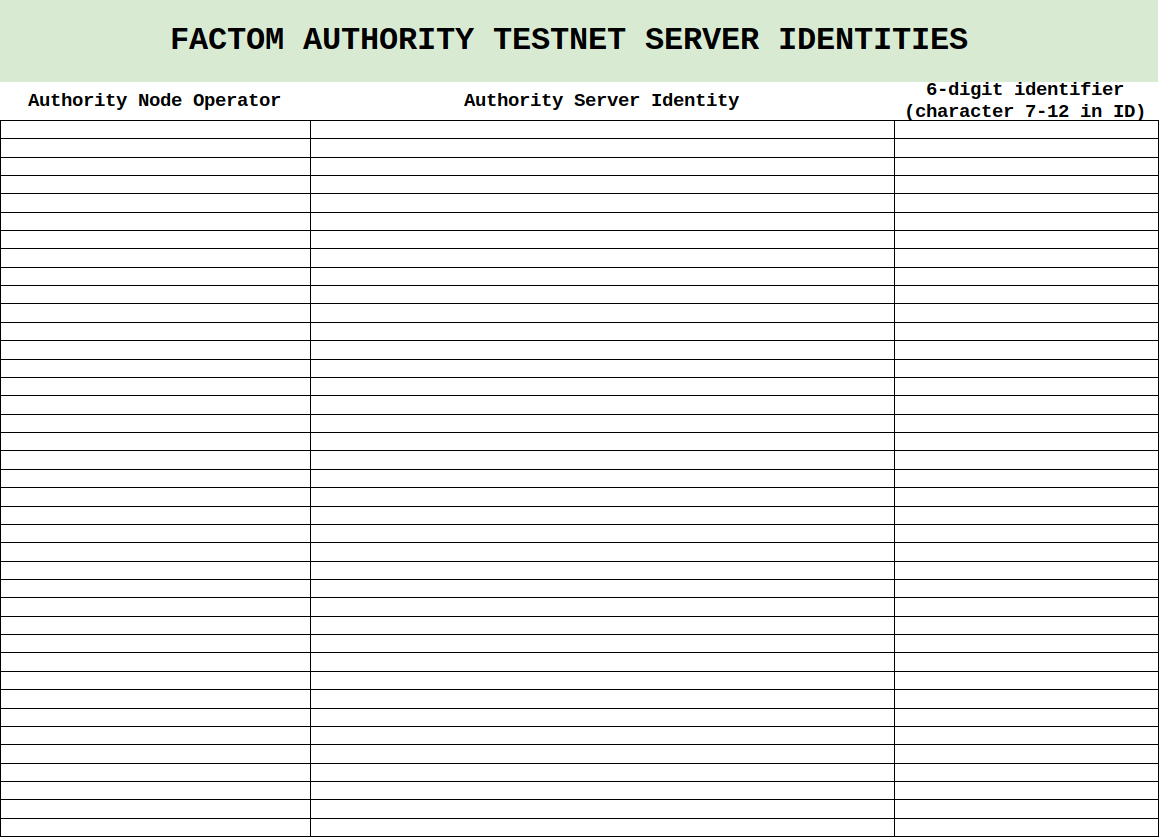 FACTOM AUTHORITY TESTNET SERVER IDENTITIES
Authority Node Operator
Authority Server Identity
6-digit identifier
(character 7-12 in ID)